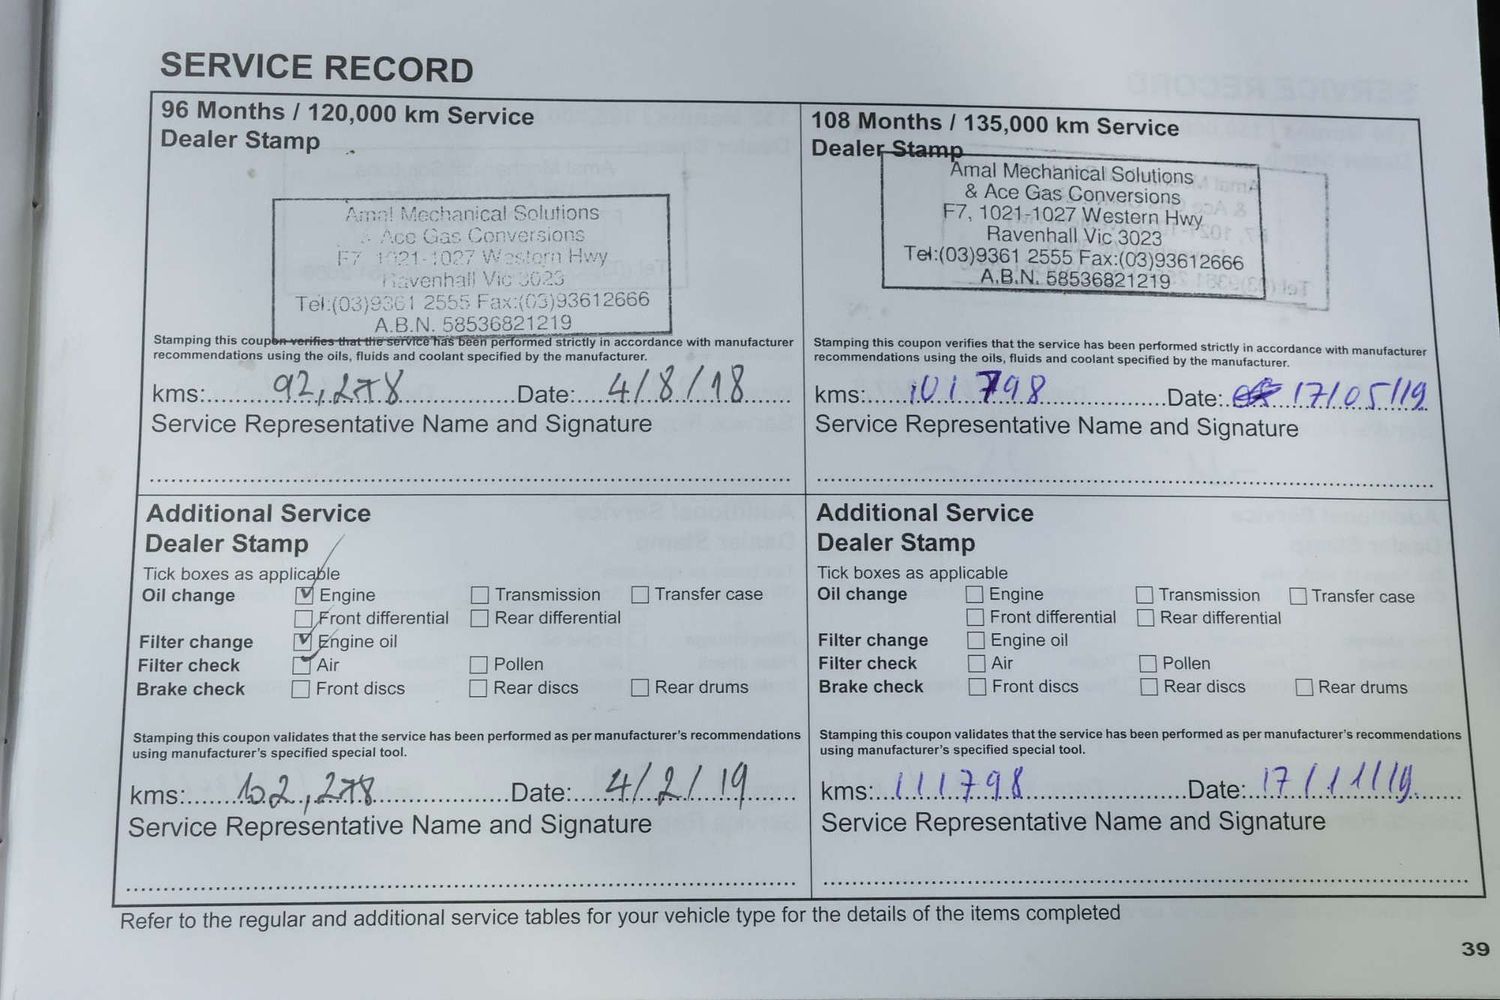 SERVICE RECORD
96 Months / 120,000 km Service
Dealer Stamp
Amal Mechanical Solutions
& Ace Gas Conversions
F7, 1021-1027 Western Hwy
Ravenhall Vic 3023
Tel:(03)9361 2555 Fax:(03)93612666
A.B.N. 58536821219
Stamping this coupon verifies that the service has been performed strictly in accordance with manufacturer
recommendations using the oils, fluids and coolant specified by the manufacturer.
kms: 92,278 Date: 4/8/18
Service Representative Name and Signature
108 Months / 135,000 km Service
Dealer Stamp
Amal Mechanical Solutions
& Ace Gas Conversions
F7, 1021-1027 Western Hwy
Ravenhall Vic 3023
Tel:(03)9361 2555 Fax:(03)93612666
A.B.N. 58536821219
Stamping this coupon verifies that the service has been performed strictly in accordance with manufacturer
recommendations using the oils, fluids and coolant specified by the manufacturer.
kms: 101798 Date: 17/05/19
Service Representative Name and Signature
Additional Service
Dealer Stamp
Tick boxes as applicable
Oil change Engine Transmission Transfer case
Front differential Rear differential
Filter change Engine oil
Filter check Air Pollen
Brake check Front discs Rear discs Rear drums
Stamping this coupon validates that the service has been performed as per manufacturer's recommendations
using manufacturer's specified special tool.
kms: 102,278 Date: 4/2/19
Service Representative Name and Signature
Additional Service
Dealer Stamp
Tick boxes as applicable
Oil change Engine Transmission Transfer case
Front differential Rear differential
Filter change Engine oil
Filter check Air Pollen
Brake check Front discs Rear discs Rear drums
Stamping this coupon validates that the service has been performed as per manufacturer's recommendations
using manufacturer's specified special tool.
kms: 111798 Date: 17/11/19
Service Representative Name and Signature
Refer to the regular and additional service tables for your vehicle type for the details of the items completed
39